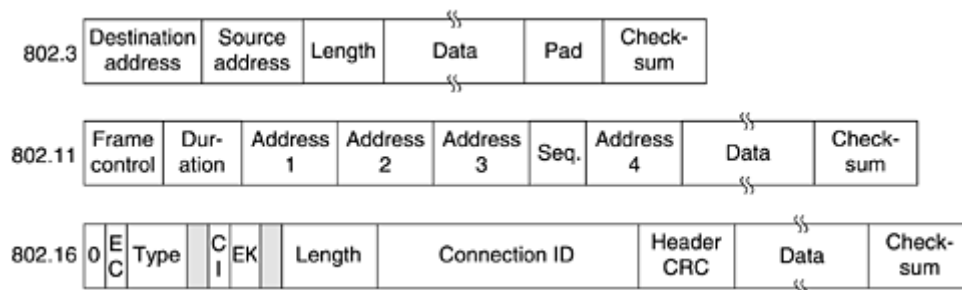 802.3 Destination address Source address Length Data Pad Check-sum
802.11 Frame control Dur-ation Address 1 Address 2 Address 3 Seq. Address 4 Data Check-sum
802.16 0 EC Type CI EK Length Connection ID Header CRC Data Check-sum